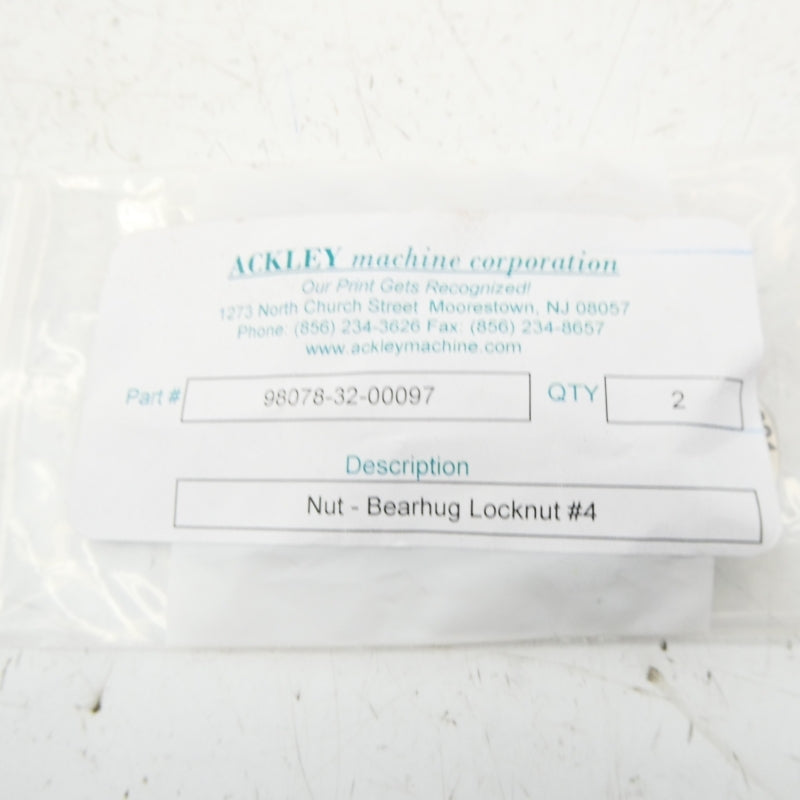 ACKLEY machine corporation
Our Print Gets Recognized!
1273 North Church Street Moorestown, NJ 08057
Phone: (856) 234-3626 Fax: (856) 234-8657
www.ackleymachine.com
Part # 98078-32-00097 QTY 2
Description
Nut - Bearhug Locknut #4